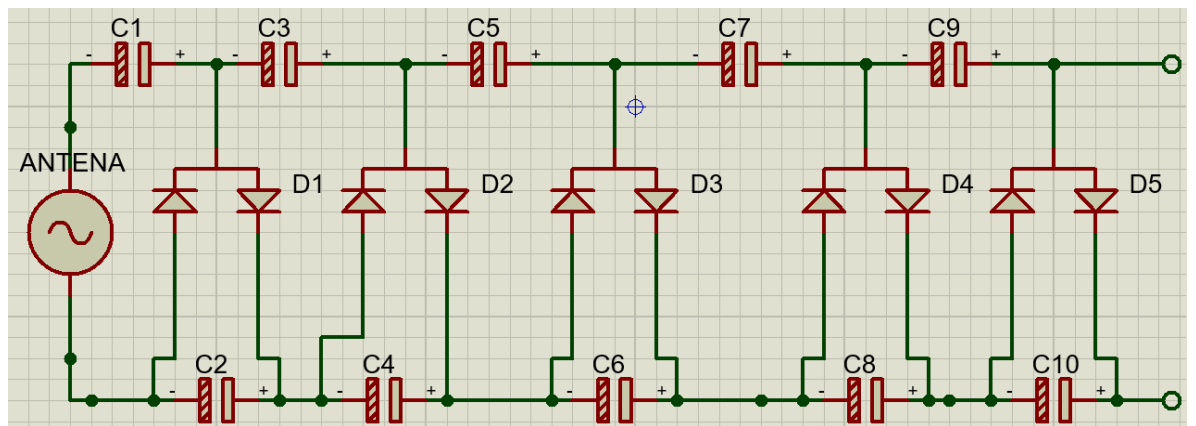 C1 C3 C5 C7 C9
- + - + - + - + - +
ANTENA
D1 D2 D3 D4 D5
C2 C4 C6 C8 C10
- + - + - + - + - +